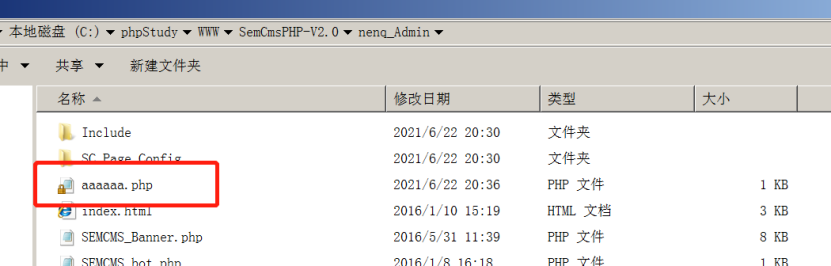 本地磁盘 (C:) ▼ phpStudy ▼ WWW ▼ SemCmsPHP-V2.0 ▼ nenq_Admin ▼
中 ▼ 共享 ▼ 新建文件夹
名称 修改日期 类型 大小
Include 2021/6/22 20:30 文件夹
SC_Page_Config 2021/6/22 20:30 文件夹
aaaaaa.php 2021/6/22 20:36 PHP 文件 1 KB
index.html 2016/1/10 15:19 HTML 文档 3 KB
SEMCMS_Banner.php 2016/5/31 11:39 PHP 文件 8 KB
SEMCMS_bot.php 2016/1/8 16:18 PHP 文件 1 KB